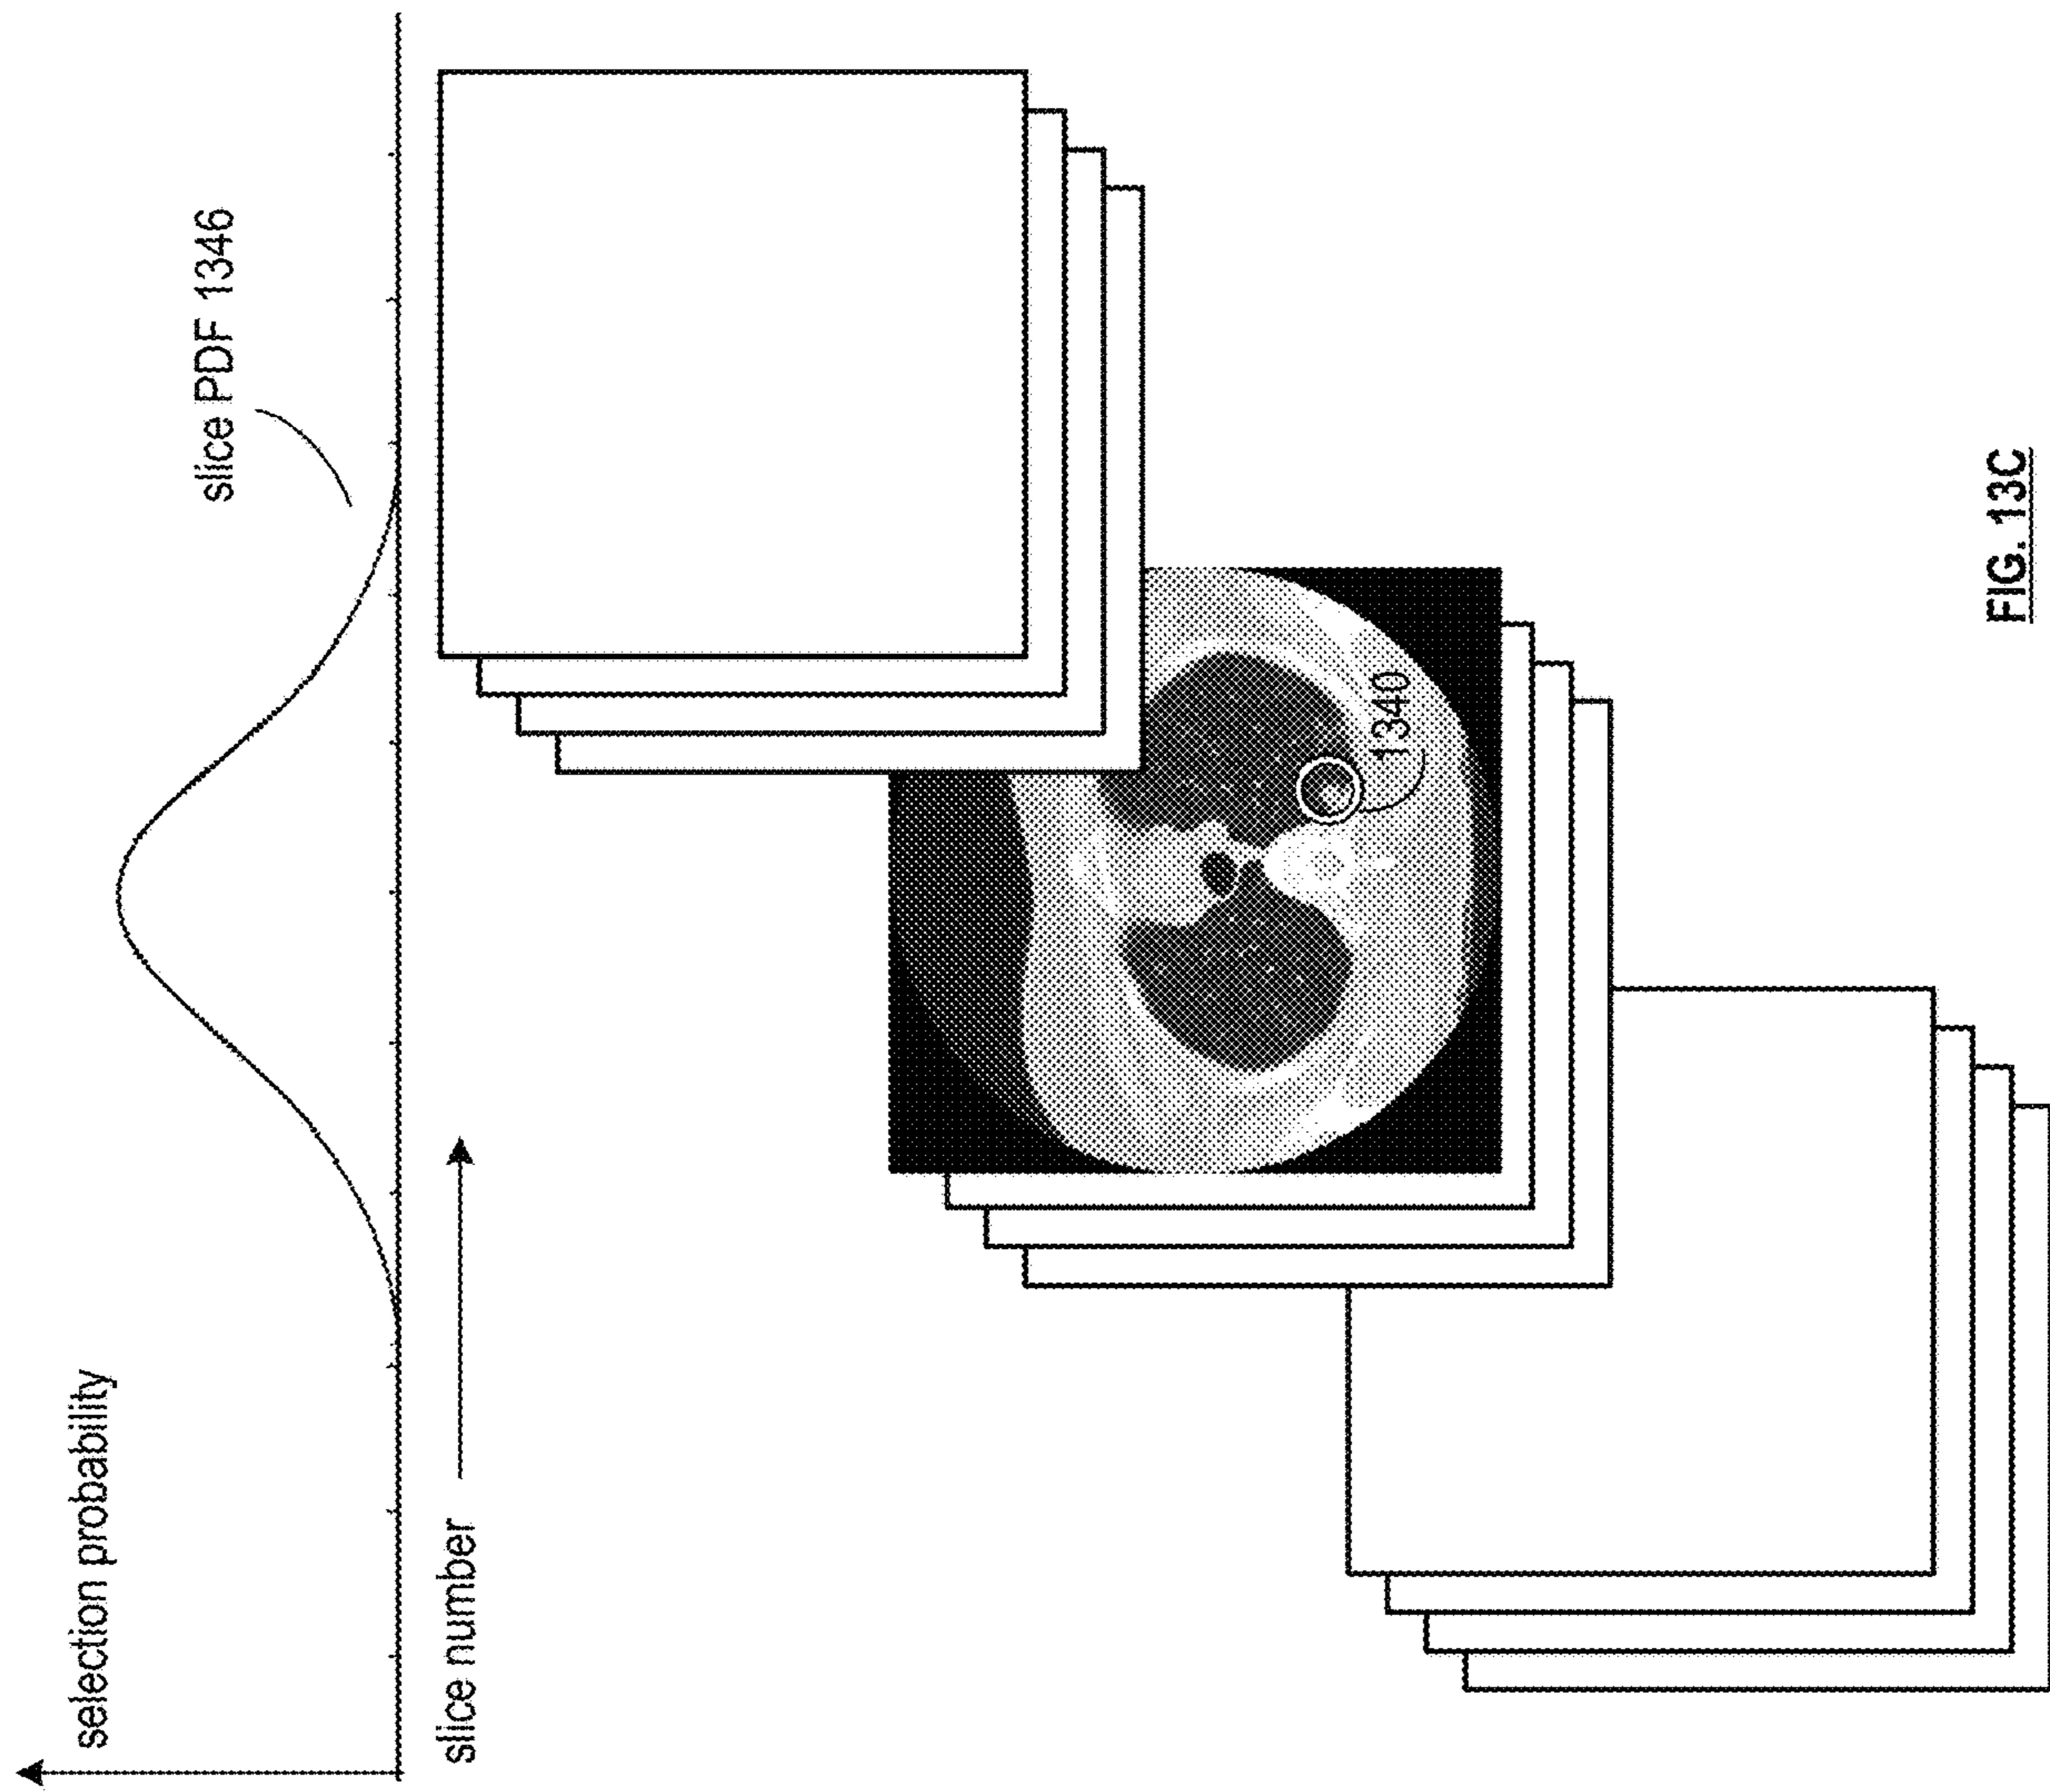 selection probability
slice PDF 1346
slice number
1340
FIG. 13C